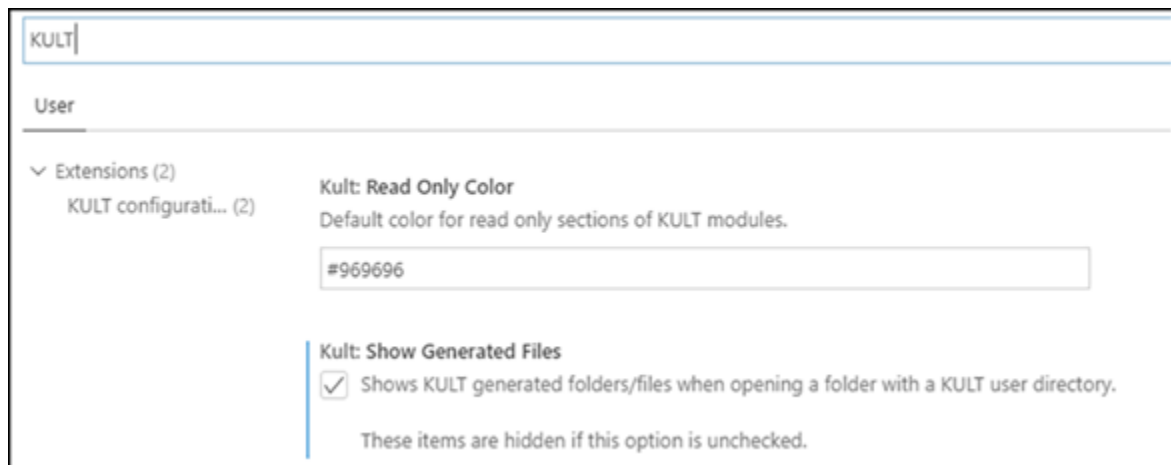 KULT
User
Extensions (2)
KULT configurati... (2)
Kult: Read Only Color
Default color for read only sections of KULT modules.
#969696
Kult: Show Generated Files
Shows KULT generated folders/files when opening a folder with a KULT user directory.
These items are hidden if this option is unchecked.